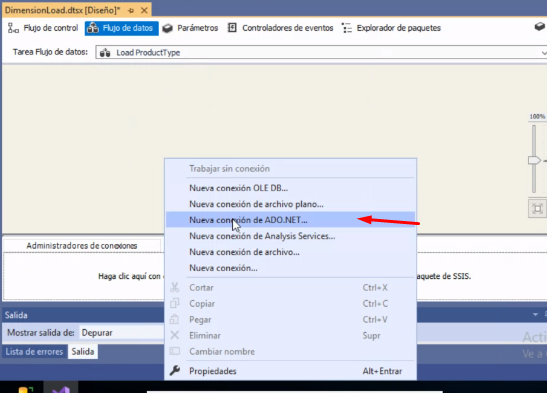 DimensionLoad.dtsx [Diseño]*
Flujo de control Flujo de datos Parámetros Controladores de eventos Explorador de paquetes
Tarea Flujo de datos: Load ProductType
100%
Trabajar sin conexión
Nueva conexión OLE DB...
Nueva conexión de archivo plano...
Nueva conexión de ADO.NET...
Nueva conexión de Analysis Services...
Nueva conexión de archivo...
Nueva conexión...
Administradores de conexiones
Haga clic aquí con
aquete de SSIS.
Cortar Ctrl+X
Copiar Ctrl+C
Pegar Ctrl+V
Eliminar Supr
Cambiar nombre
Propiedades Alt+Entrar
Salida
Mostrar salida de: Depurar
Lista de errores Salida
Acti
Ve a